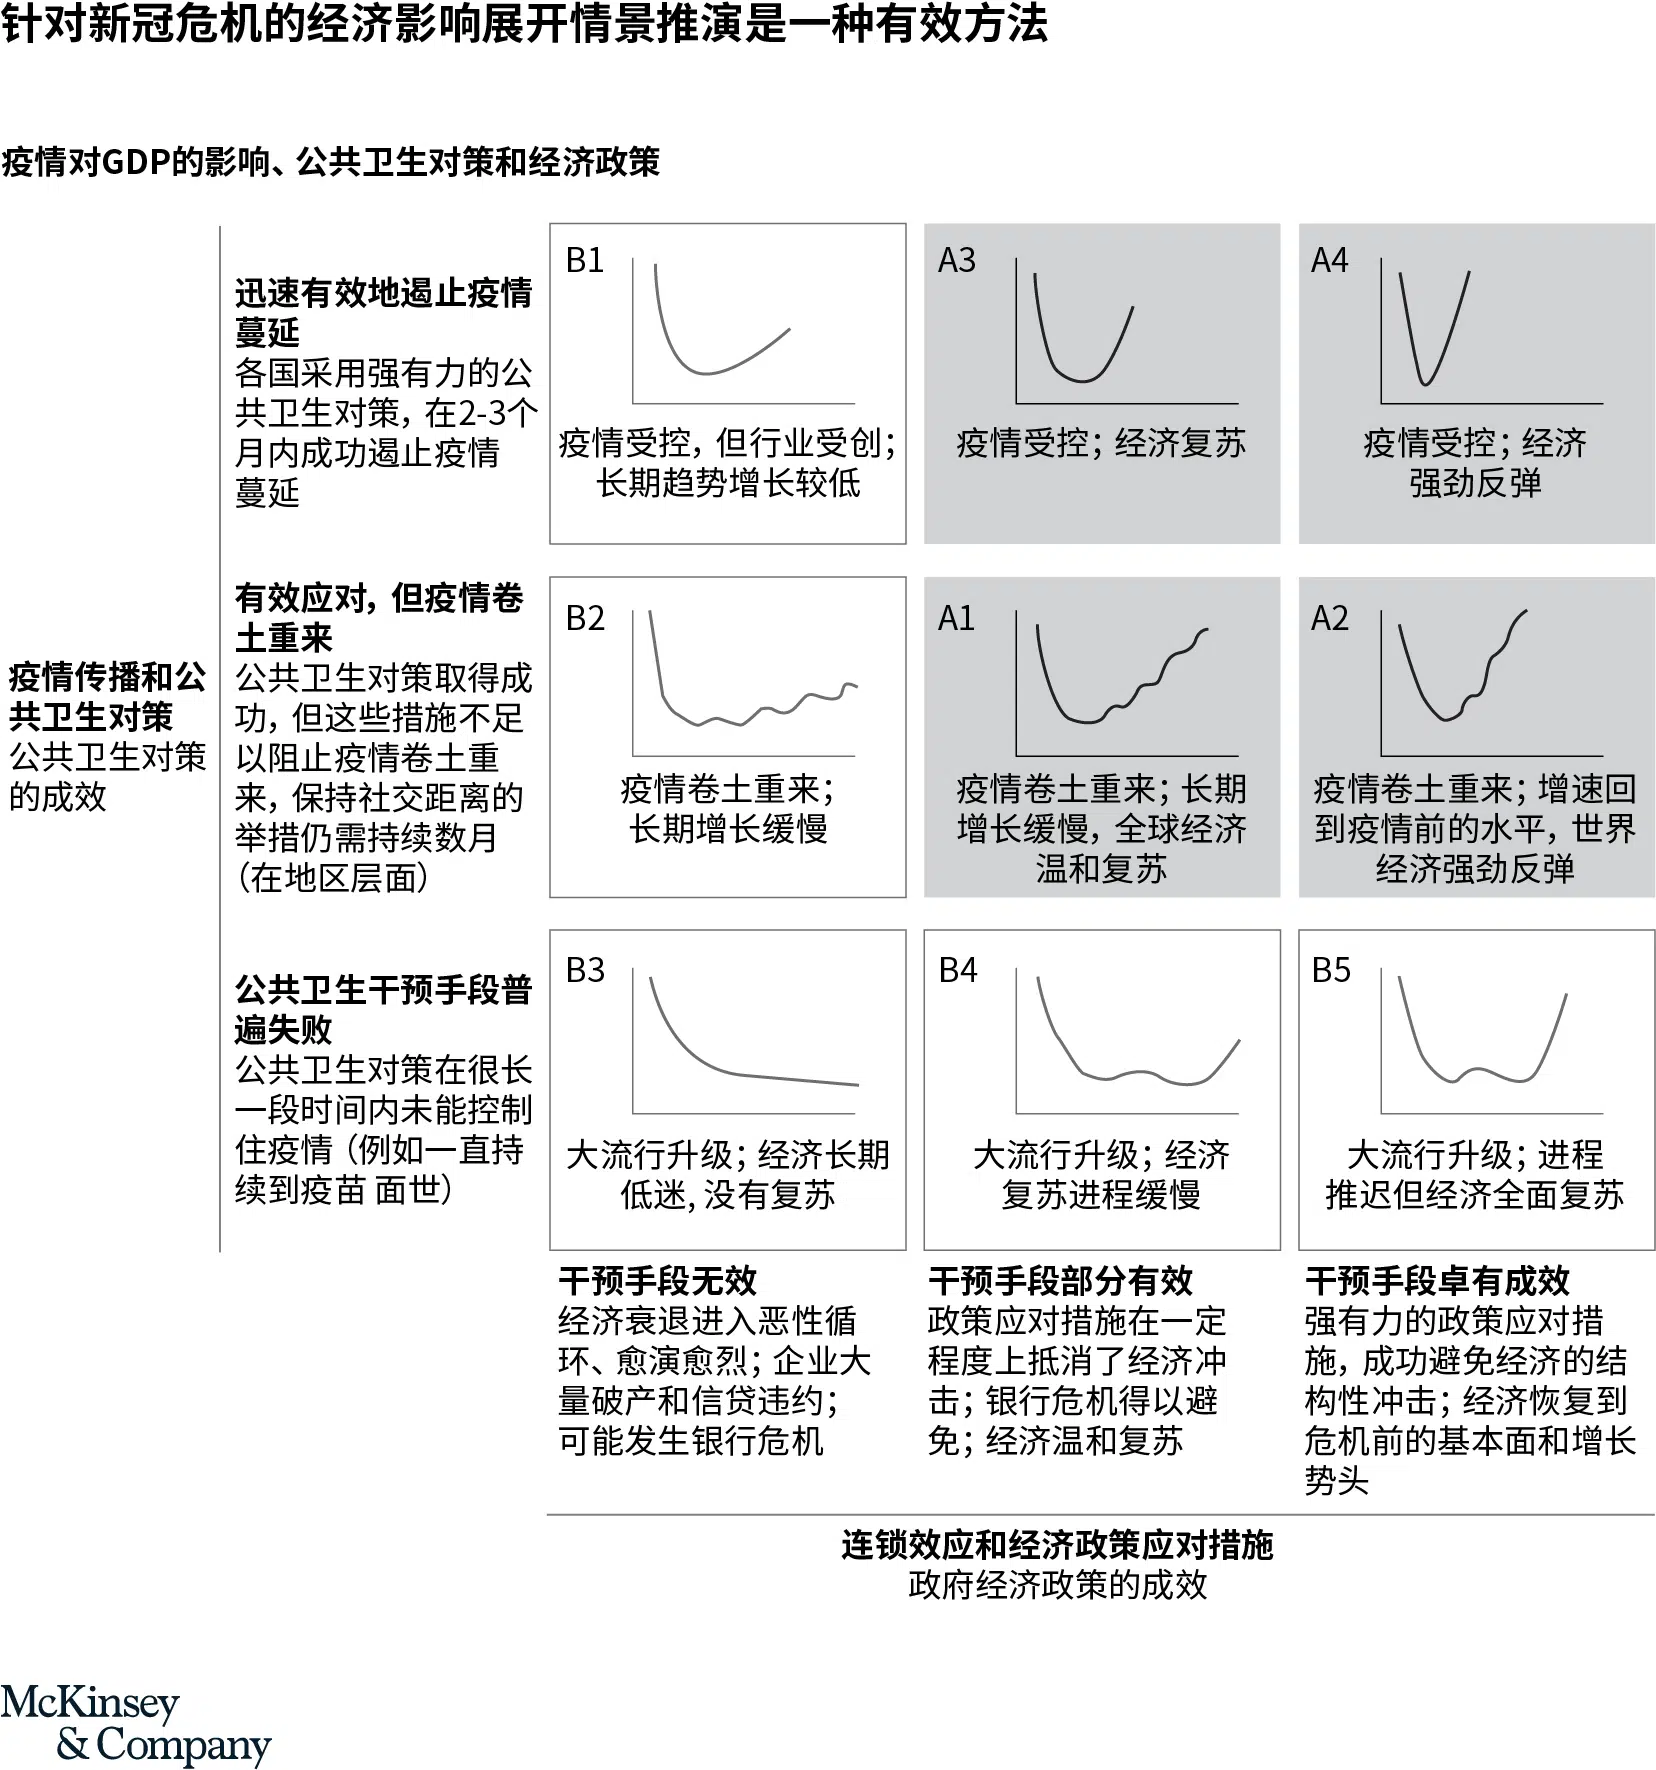 针对新冠危机的经济影响展开情景推演是一种有效方法
疫情对GDP的影响、公共卫生对策和经济政策
疫情传播和公
共卫生对策
公共卫生对策
的成效
迅速有效地遏止疫情
蔓延
各国采用强有力的公
共卫生对策，在2-3个
月内成功遏止疫情
蔓延
B1
疫情受控，但行业受创；
长期趋势增长较低
A3
疫情受控；经济复苏
A4
疫情受控；经济
强劲反弹
有效应对，但疫情卷
土重来
公共卫生对策取得成
功，但这些措施不足
以阻止疫情卷土重
来，保持社交距离的
举措仍需持续数月
（在地区层面）
B2
疫情卷土重来；
长期增长缓慢
A1
疫情卷土重来；长期
增长缓慢，全球经济
温和复苏
A2
疫情卷土重来；增速回
到疫情前的水平，世界
经济强劲反弹
公共卫生干预手段普
遍失败
公共卫生对策在很长
一段时间内未能控制
住疫情（例如一直持
续到疫苗 面世）
B3
大流行升级；经济长期
低迷, 没有复苏
B4
大流行升级；经济
复苏进程缓慢
B5
大流行升级；进程
推迟但经济全面复苏
干预手段无效
经济衰退进入恶性循
环、愈演愈烈；企业大
量破产和信贷违约；
可能发生银行危机
干预手段部分有效
政策应对措施在一定
程度上抵消了经济冲
击；银行危机得以避
免；经济温和复苏
干预手段卓有成效
强有力的政策应对措
施，成功避免经济的结
构性冲击；经济恢复到
危机前的基本面和增长
势头
连锁效应和经济政策应对措施
政府经济政策的成效
McKinsey
& Company